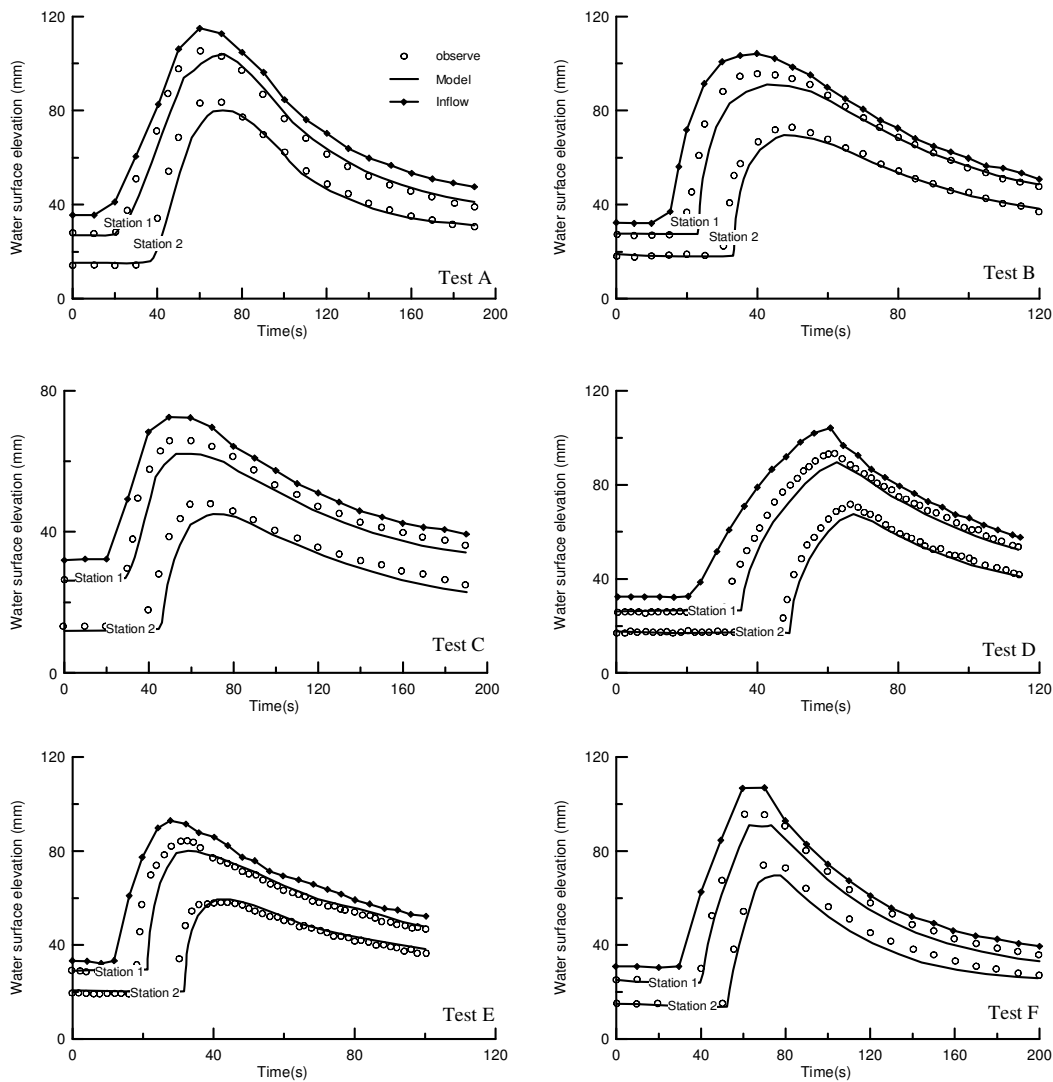 120
80
40
0
Water surface elevation (mm)
observe
Model
Inflow
Station 1
Station 2
Test A
0 40 80 120 160 200
Time(s)
120
80
40
0
Water surface elevation (mm)
Station 1
Station 2
Test B
0 20 40 60 80 100 120
Time(s)
80
40
0
Water surface elevation (mm)
Station 1
Station 2
Test C
0 40 80 120 160 200
Time(s)
120
80
40
0
Water surface elevation (mm)
Station 1
Station 2
Test D
0 40 80 120
Time(s)
120
80
40
0
Water surface elevation (mm)
Station 1
Station 2
Test E
0 40 80 120
Time(s)
120
80
40
0
Water surface elevation (mm)
Station 1
Station 2
Test F
0 40 80 120 160 200
Time(s)